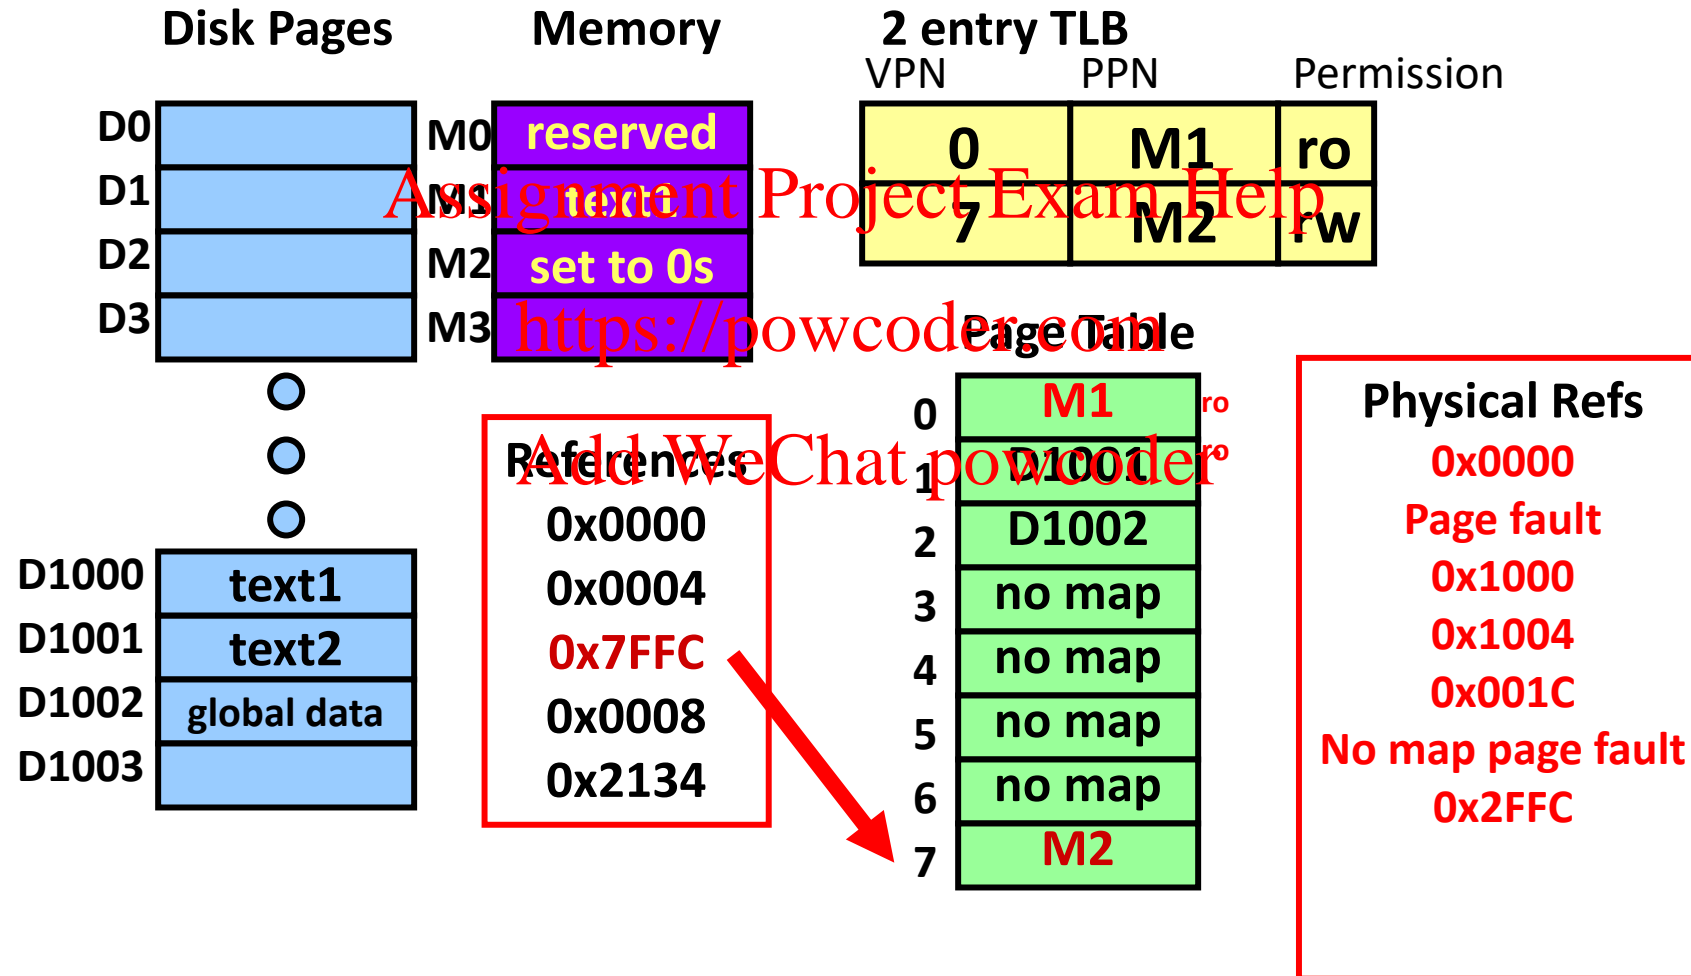 Disk Pages
Memory
2 entry TLB
VPN PPN Permission
D0
D1
D2
D3
M0 reserved
M1 text1
M2 set to 0s
M3
0 M1 ro
7 M2 rw
Assignment Project Exam Help
https://powcoder.com
Add WeChat powcoder
D1000 text1
D1001 text2
D1002 global data
D1003
References
0x0000
0x0004
0x7FFC
0x0008
0x2134
Page Table
0 M1 ro
1 D1001 ro
2 D1002
3 no map
4 no map
5 no map
6 no map
7 M2
Physical Refs
0x0000
Page fault
0x1000
0x1004
0x001C
No map page fault
0x2FFC